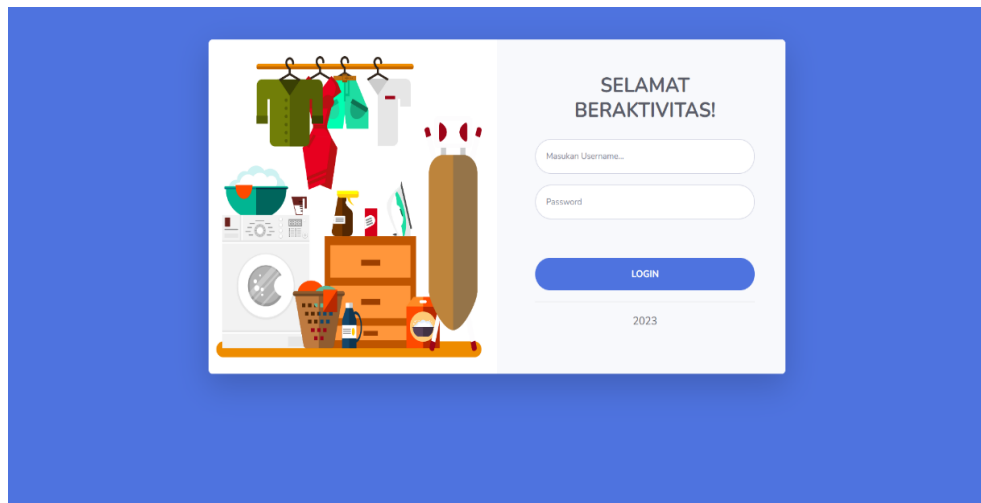 SELAMAT
BERAKTIVITAS!
Masukan Username...
Password
LOGIN
2023